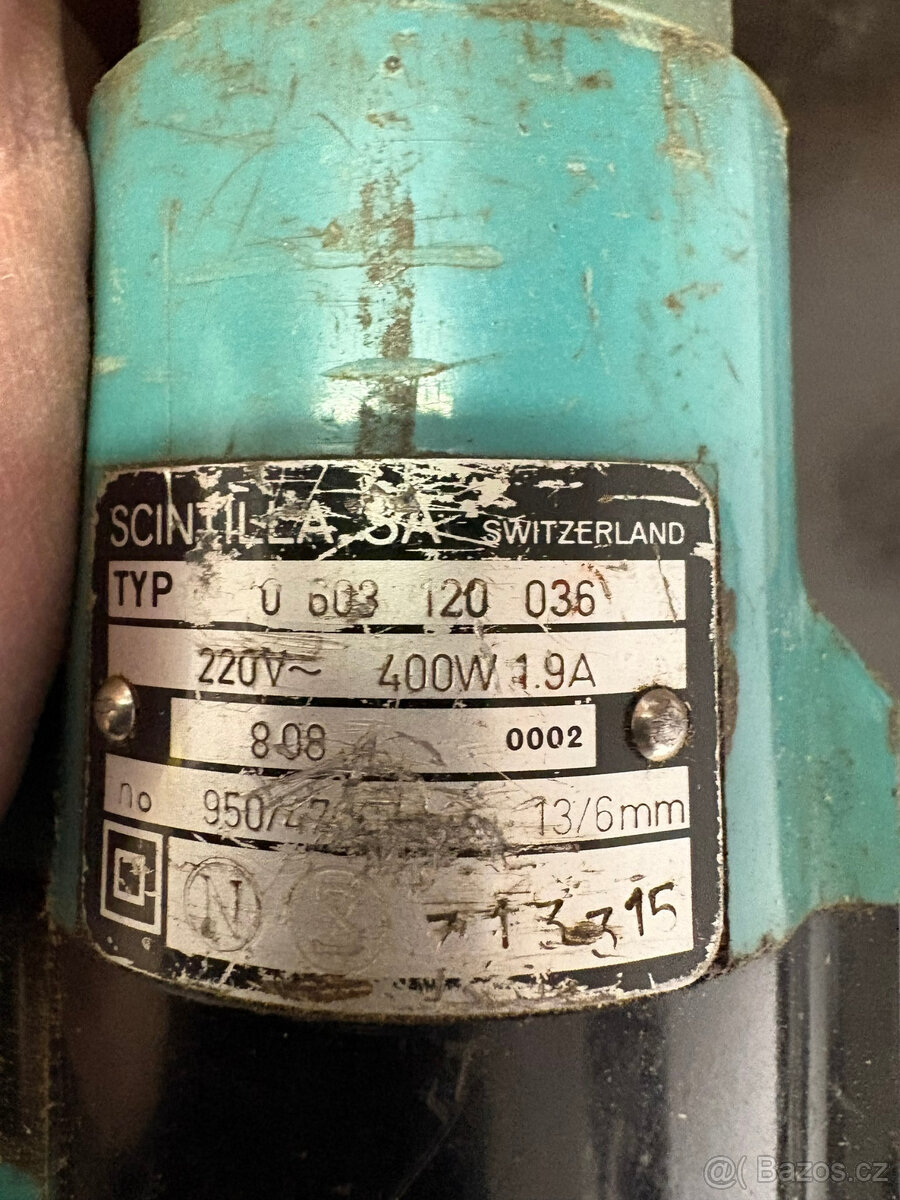 SCINTILLA SA SWITZERLAND
TYP 0 603 120 036
220V~ 400W 1.9A
808 0002
no 13/6mm
N S
15
@( Bazos.cz